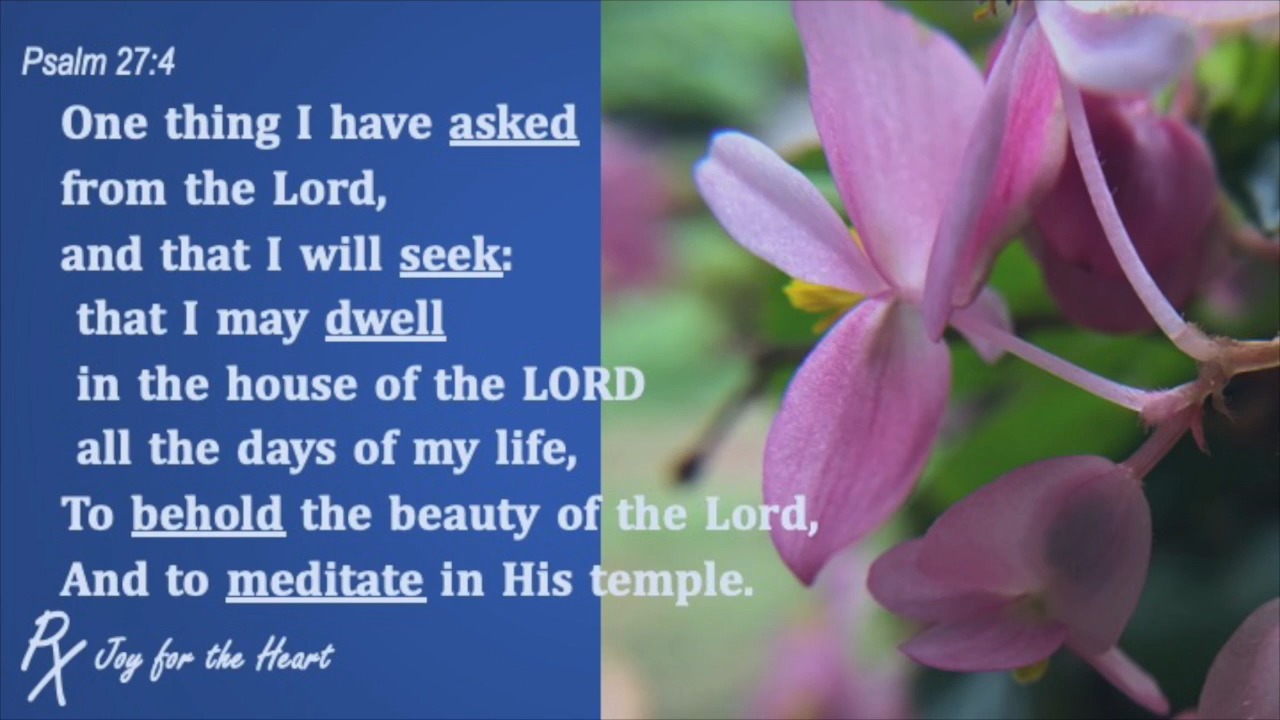 Psalm 27:4
One thing I have asked
from the Lord,
and that I will seek:
that I may dwell
in the house of the LORD
all the days of my life,
To behold the beauty of the Lord,
And to meditate in His temple.
Rx Joy for the Heart